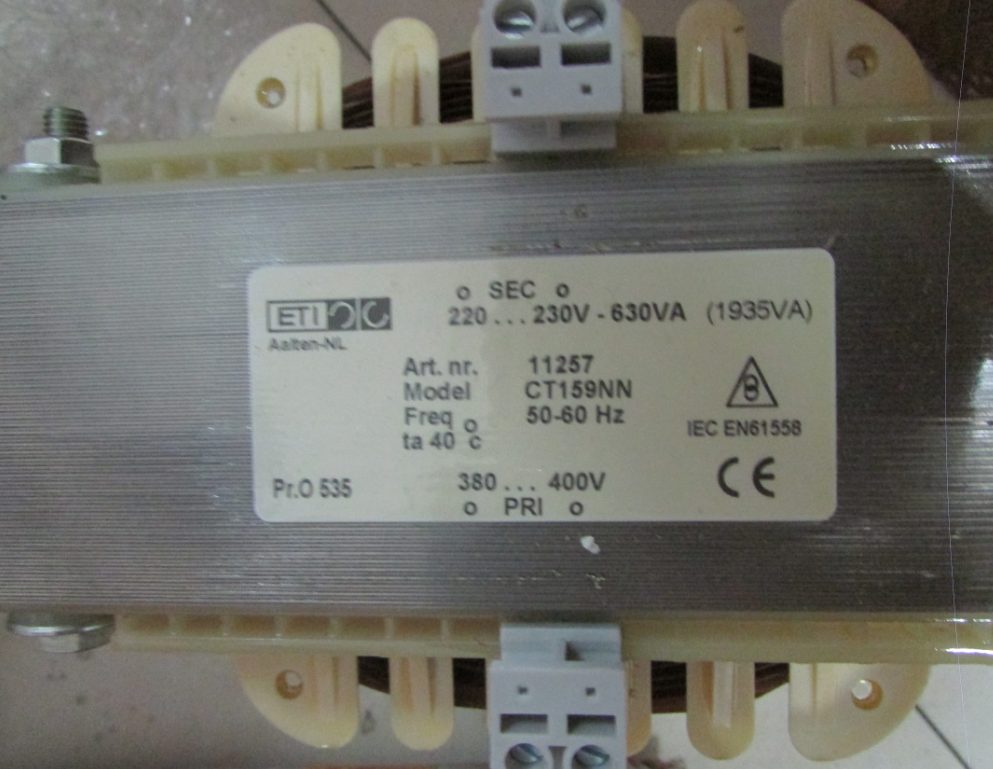 o SEC o
ETI
220 ... 230V - 630VA (1935VA)
Aalten-NL
Art. nr. 11257
Model CT159NN
Freq 50-60 Hz
ta 40 °c
IEC EN61558
Pr.O 535
380 ... 400V
CE
o PRI o